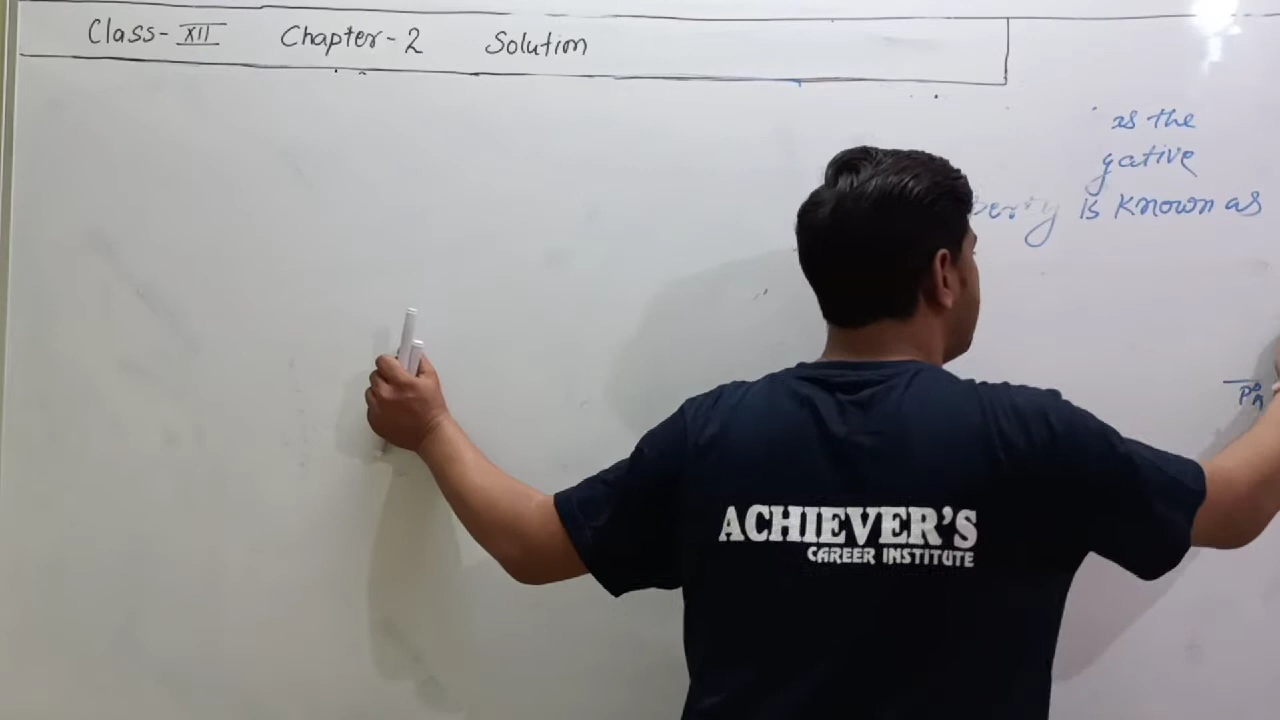 Class- XII Chapter-2 Solution
as the
gative
is known as
P°A
ACHIEVER'S
CAREER INSTITUTE